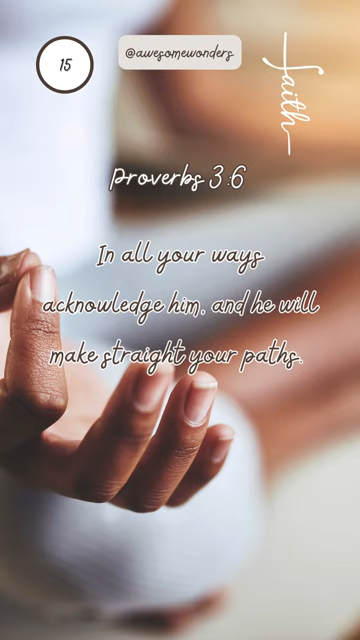 15
@awesomewonders
faith
Proverbs 3:6
In all your ways
acknowledge him, and he will
make straight your paths.